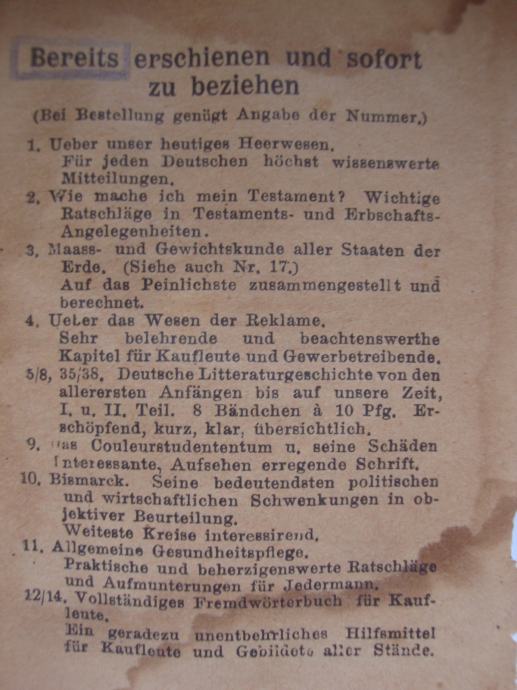 Bereits erschienen und sofort
zu beziehen
(Bei Bestellung genügt Angabe der Nummer.)
1. Ueber unser heutiges Heerwesen.
Für jeden Deutschen höchst wissenswerte
Mitteilungen.
2. Wie mache ich mein Testament? Wichtige
Ratschläge in Testaments- und Erbschafts-
Angelegenheiten.
3. Maass- und Gewichtskunde aller Staaten der
Erde. (Siehe auch Nr. 17.)
Auf das Peinlichste zusammengestellt und
berechnet.
4. Ueber das Wesen der Reklame.
Sehr belehrende und beachtenswerthe
Kapitel für Kaufleute und Gewerbetreibende.
5/8, 35/38. Deutsche Litteraturgeschichte von den
allerersten Anfängen bis auf unsere Zeit,
I. u. II. Teil. 8 Bändchen à 10 Pfg. Er-
schöpfend, kurz, klar, übersichtlich.
9. Das Couleurstudententum u. seine Schäden
Interessante, Aufsehen erregende Schrift.
10. Bismarck. Seine bedeutendsten politischen
und wirtschaftlichen Schwenkungen in ob-
jektiver Beurteilung.
Weiteste Kreise interessirend.
11. Allgemeine Gesundheitspflege.
Praktische und beherzigenswerte Ratschläge
und Aufmunterungen für Jedermann.
12/14. Vollständiges Fremdwörterbuch für Kauf-
leute.
Ein geradezu unentbehrliches Hilfsmittel
für Kaufleute und Gebildete aller Stände.